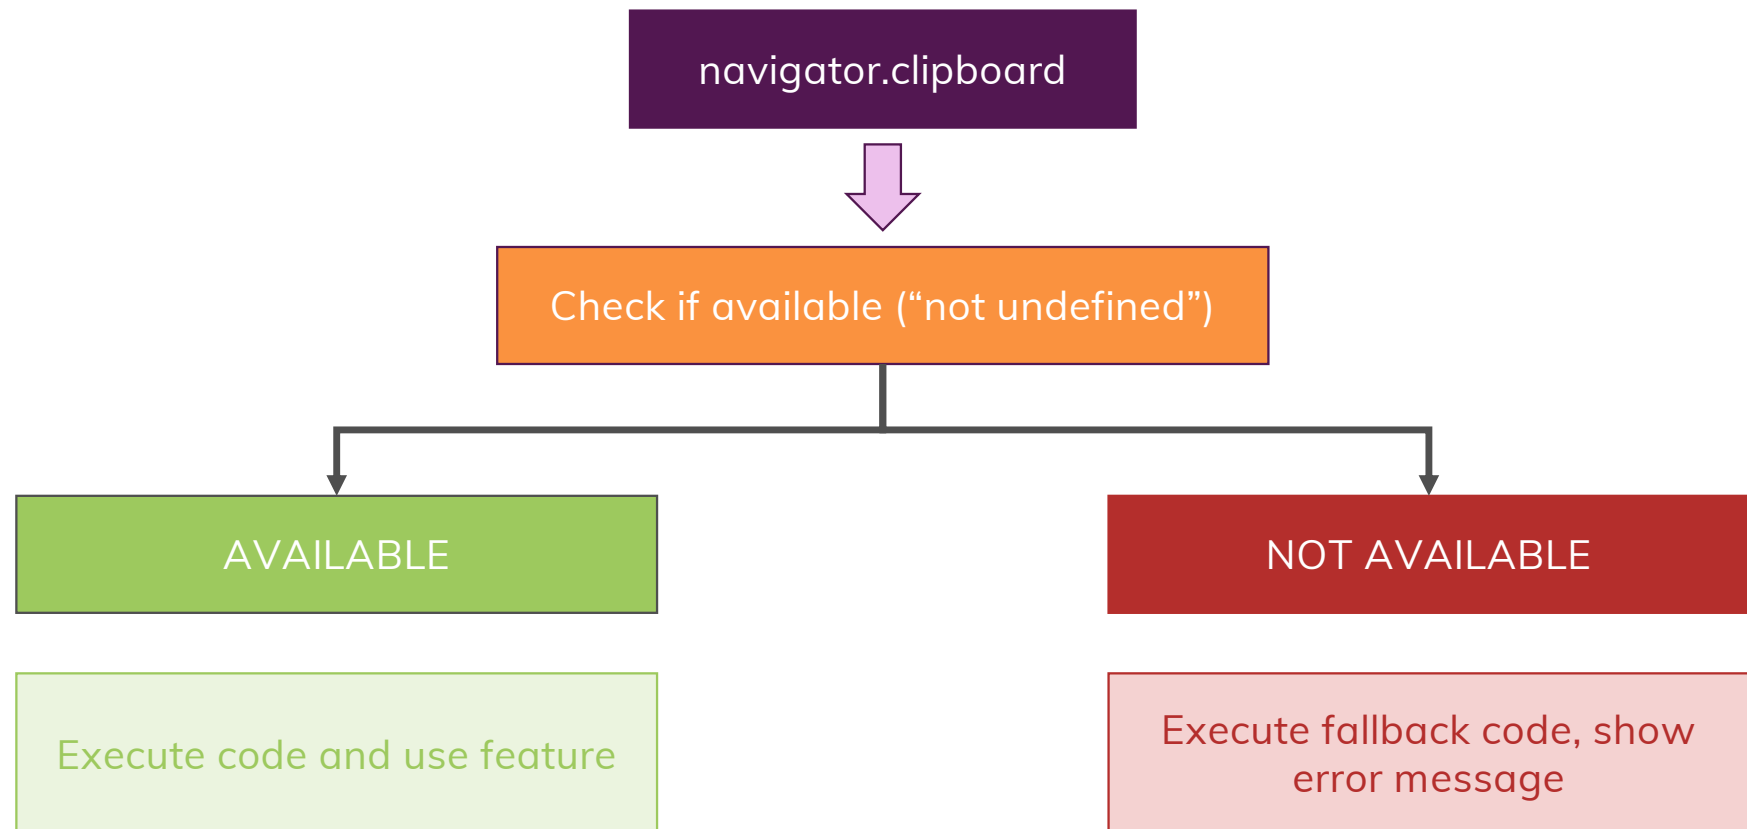 navigator.clipboard
Check if available (“not undefined”)
AVAILABLE
NOT AVAILABLE
Execute code and use feature
Execute fallback code, show
error message